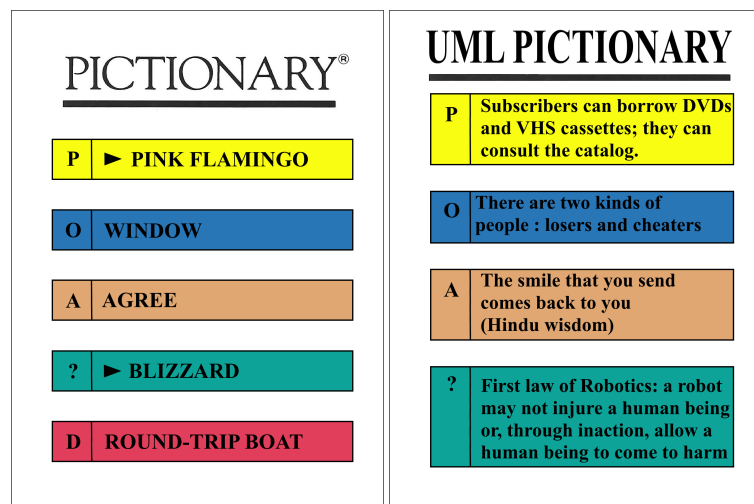 PICTIONARY®
P ► PINK FLAMINGO
O WINDOW
A AGREE
? ► BLIZZARD
D ROUND-TRIP BOAT
UML PICTIONARY
P Subscribers can borrow DVDs
and VHS cassettes; they can
consult the catalog.
O There are two kinds of
people : losers and cheaters
A The smile that you send
comes back to you
(Hindu wisdom)
? First law of Robotics: a robot
may not injure a human being
or, through inaction, allow a
human being to come to harm